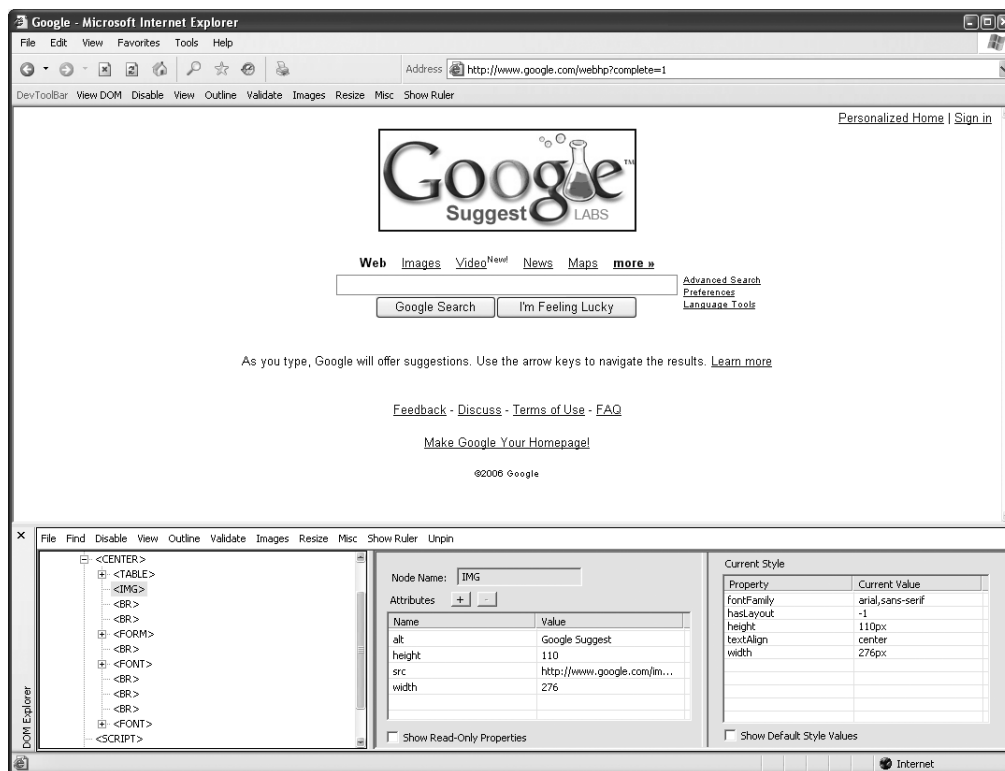 Google - Microsoft Internet Explorer
File Edit View Favorites Tools Help
Address http://www.google.com/webhp?complete=1
DevToolBar View DOM Disable View Outline Validate Images Resize Misc Show Ruler
Personalized Home | Sign in
Google TM
Suggest LABS
Web Images Video New! News Maps more »
Advanced Search
Preferences
Language Tools
Google Search I'm Feeling Lucky
As you type, Google will offer suggestions. Use the arrow keys to navigate the results. Learn more
Feedback - Discuss - Terms of Use - FAQ
Make Google Your Homepage!
©2006 Google
File Find Disable View Outline Validate Images Resize Misc Show Ruler Unpin
DOM Explorer
<CENTER>
<TABLE>
<IMG>
<BR>
<BR>
<FORM>
<BR>
<FONT>
<BR>
<BR>
<BR>
<FONT>
<SCRIPT>
Node Name: IMG
Attributes + -
Name Value
alt Google Suggest
height 110
src http://www.google.com/im...
width 276
Show Read-Only Properties
Current Style
Property Current Value
fontFamily arial,sans-serif
hasLayout -1
height 110px
textAlign center
width 276px
Show Default Style Values
Internet